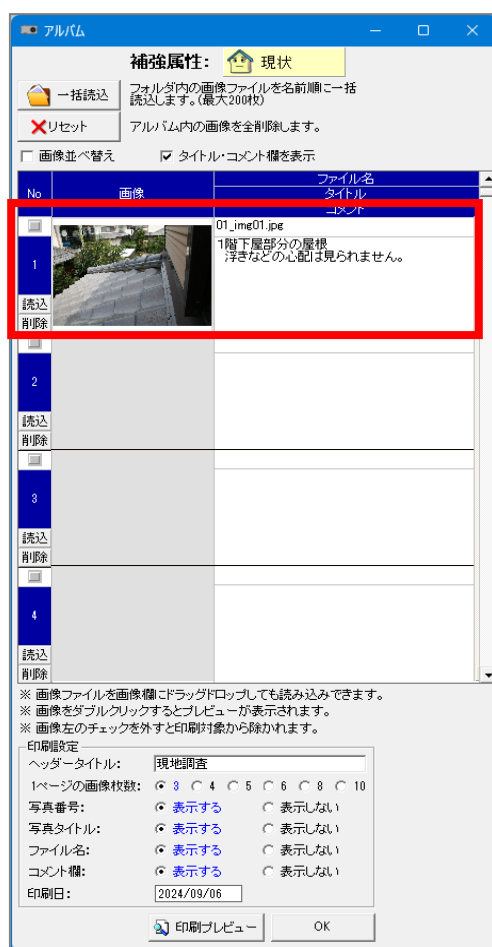 アルバム
補強属性: 現状
一括読込 フォルダ内の画像ファイルを名前順に一括
読込します。(最大200枚)
リセット アルバム内の画像を全削除します。
画像並べ替え タイトル・コメント欄を表示
No 画像 ファイル名
タイトル
コメント
01_img01.jpg
1 1階下屋部分の屋根
浮きなどの心配は見られません。
読込
削除
2
読込
削除
3
読込
削除
4
読込
削除
※ 画像ファイルを画像欄にドラッグドロップしても読み込みできます。
※ 画像をダブルクリックするとプレビューが表示されます。
※ 画像左のチェックを外すと印刷対象から除かれます。
印刷設定
ヘッダータイトル: 現地調査
1ページの画像枚数: 3 4 5 6 8 10
写真番号: 表示する 表示しない
写真タイトル: 表示する 表示しない
ファイル名: 表示する 表示しない
コメント欄: 表示する 表示しない
印刷日: 2024/09/06
印刷プレビュー OK